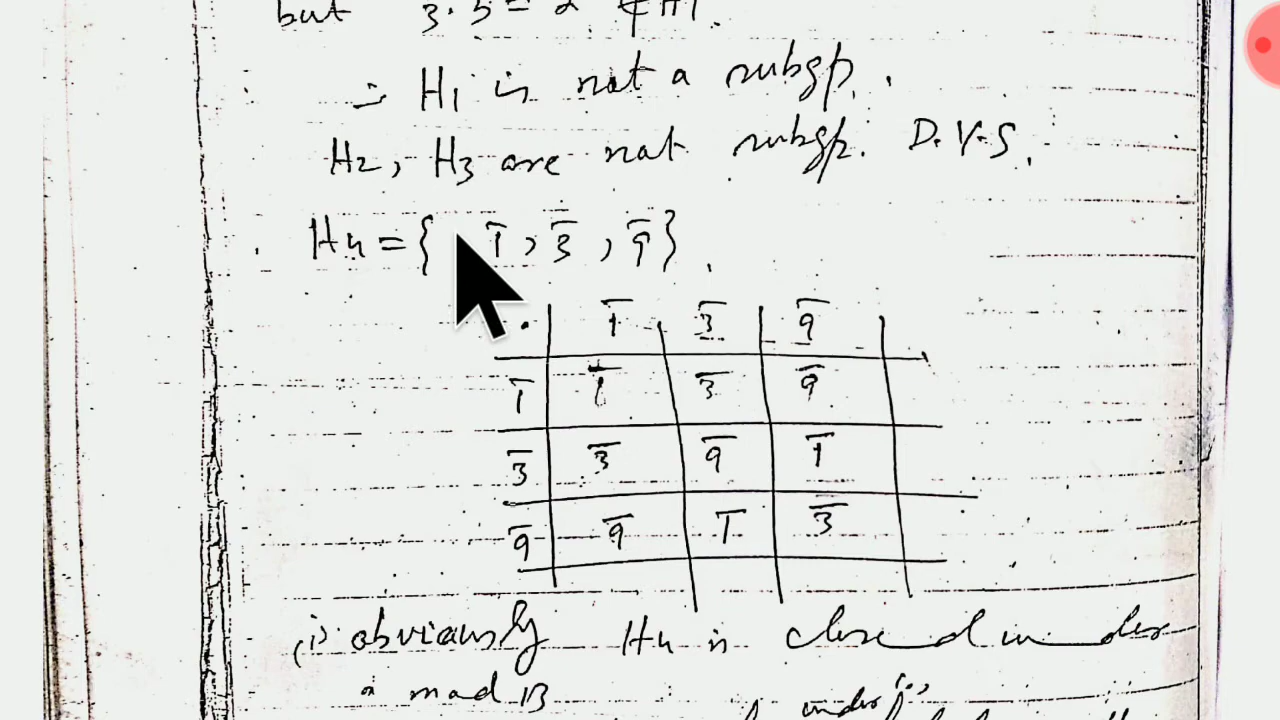 but 3·5 = 2 ∉ H1.
∴ H1 is not a subgp.
H2, H3 are not subgp. D.Y.S.
H4 = { 1̄, 3̄, 9̄ }.
· 1̄ 3̄ 9̄
1̄ 1̄ 3̄ 9̄
3̄ 3̄ 9̄ 1̄
9̄ 9̄ 1̄ 3̄
(i) obviously H4 is closed under
· mod 13
under